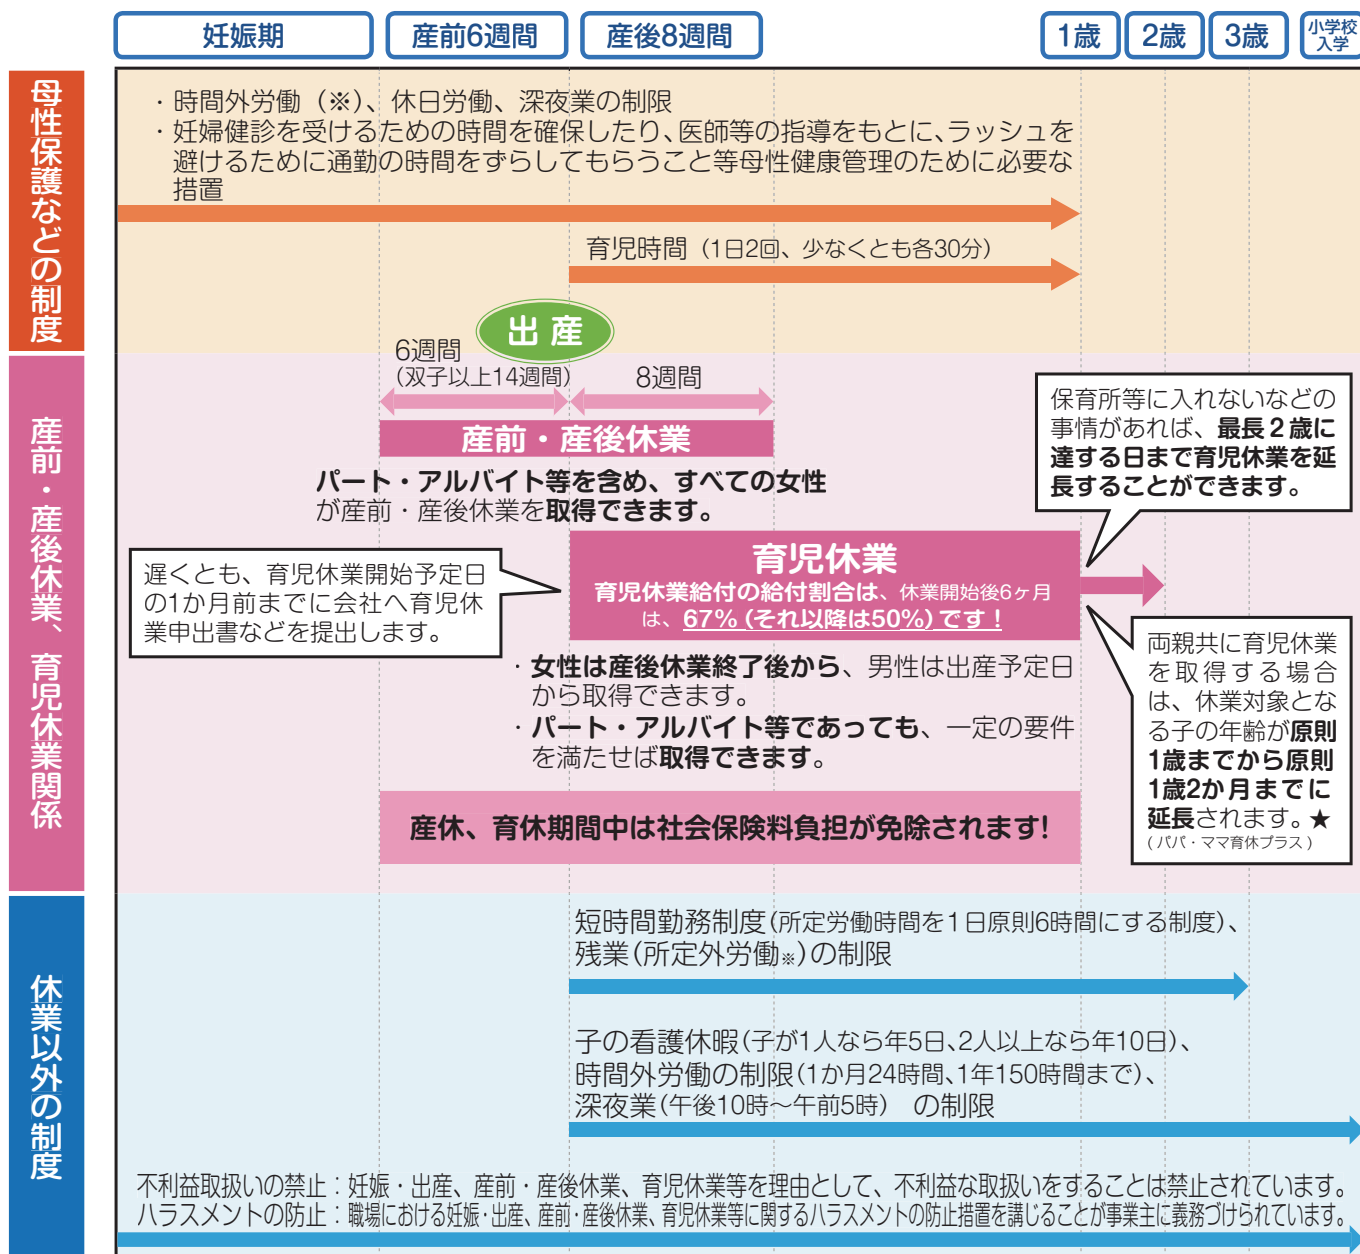 妊娠期
産前6週間
産後8週間
1歳
2歳
3歳
小学校
入学
母性保護などの制度
・時間外労働（※）、休日労働、深夜業の制限
・妊婦健診を受けるための時間を確保したり、医師等の指導をもとに、ラッシュを
避けるために通勤の時間をずらしてもらうこと等母性健康管理のために必要な
措置
育児時間（1日2回、少なくとも各30分）
出産
産前・産後休業、育児休業関係
6週間
（双子以上14週間）
8週間
産前・産後休業
パート・アルバイト等を含め、すべての女性
が産前・産後休業を取得できます。
保育所等に入れないなどの
事情があれば、最長２歳に
達する日まで育児休業を延
長することができます。
遅くとも、育児休業開始予定日
の1か月前までに会社へ育児休
業申出書などを提出します。
育児休業
育児休業給付の給付割合は、休業開始後6ヶ月
は、67%（それ以降は50%）です！
・女性は産後休業終了後から、男性は出産予定日
から取得できます。
・パート・アルバイト等であっても、一定の要件
を満たせば取得できます。
両親共に育児休業
を取得する場合
は、休業対象とな
る子の年齢が原則
1歳までから原則
1歳2か月までに
延長されます。★
（パパ・ママ育休プラス）
産休、育休期間中は社会保険料負担が免除されます!
休業以外の制度
短時間勤務制度（所定労働時間を1日原則6時間にする制度）、
残業（所定外労働※）の制限
子の看護休暇（子が1人なら年5日、2人以上なら年10日）、
時間外労働の制限（1か月24時間、1年150時間まで）、
深夜業（午後10時～午前5時） の制限
不利益取扱いの禁止：妊娠・出産、産前・産後休業、育児休業等を理由として、不利益な取扱いをすることは禁止されています。
ハラスメントの防止：職場における妊娠・出産、産前・産後休業、育児休業等に関するハラスメントの防止措置を講じることが事業主に義務づけられています。